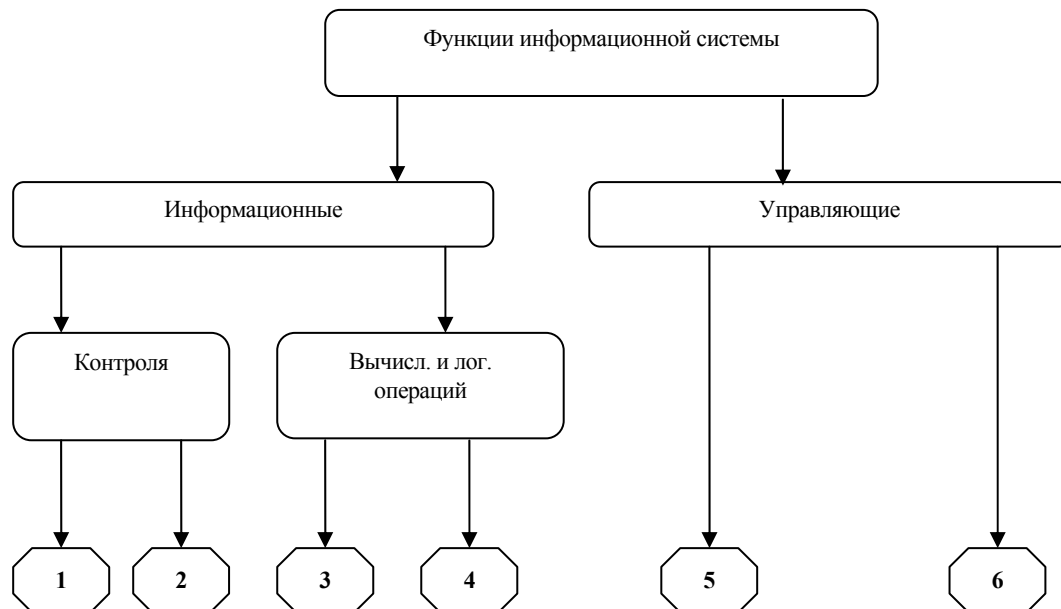 Функции информационной системы
Информационные
Управляющие
Контроля
Вычисл. и лог.
операций
1
2
3
4
5
6